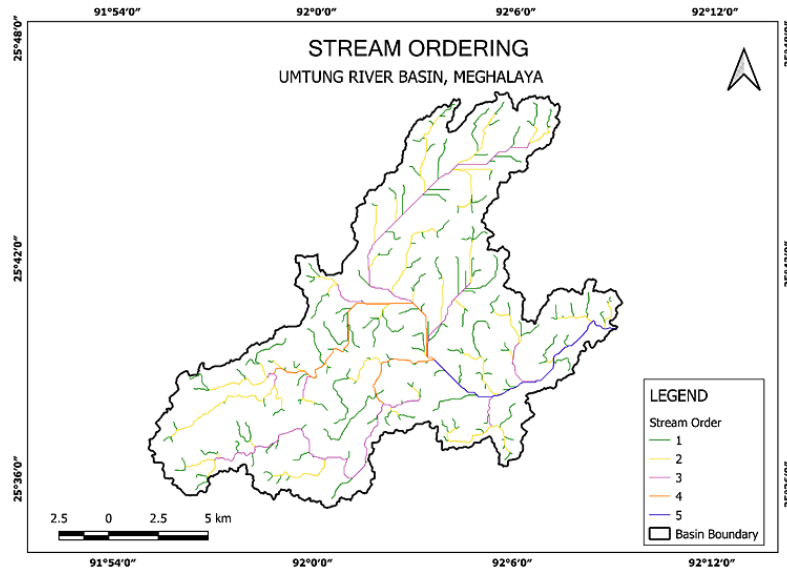 91°54′0″ 92°0′0″ 92°6′0″ 92°12′0″
25°48′0″
STREAM ORDERING
UMTUNG RIVER BASIN, MEGHALAYA
25°42′0″
25°36′0″
LEGEND
Stream Order
1
2
3
4
5
Basin Boundary
2.5 0 2.5 5 km
91°54′0″ 92°0′0″ 92°6′0″ 92°12′0″